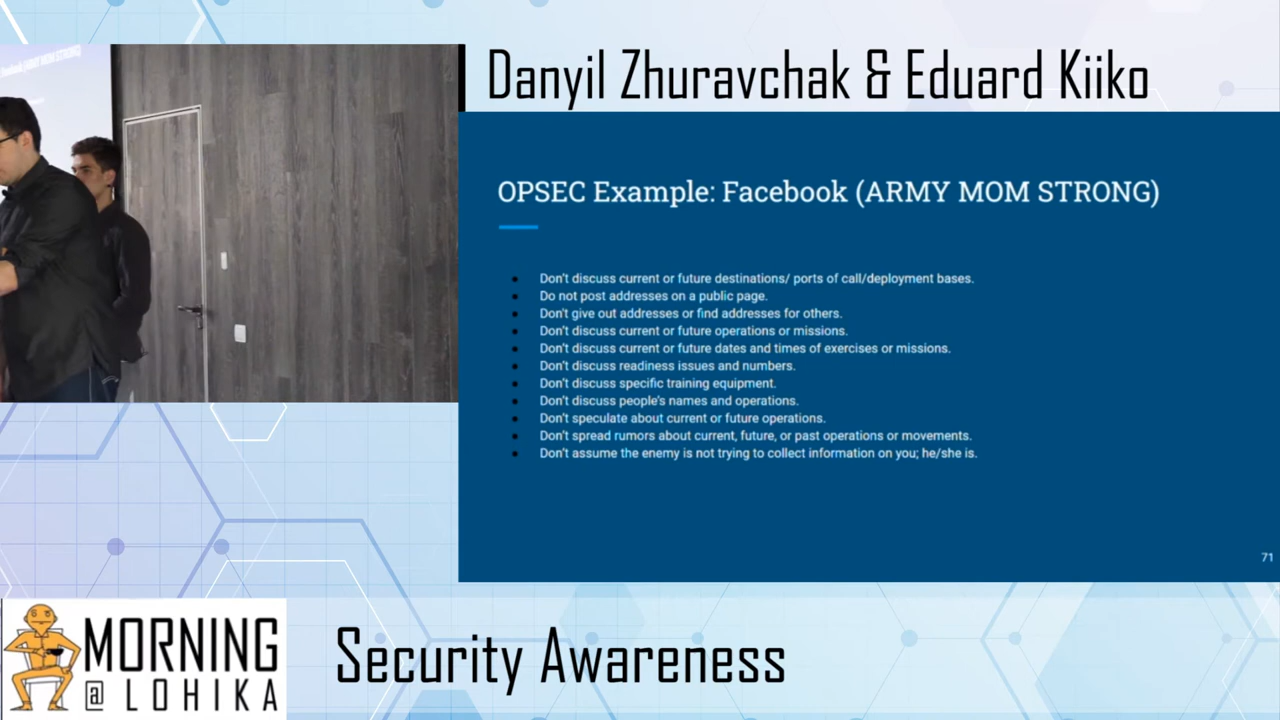 Danyil Zhuravchak & Eduard Kiiko
OPSEC Example: Facebook (ARMY MOM STRONG)
Don't discuss current or future destinations/ ports of call/deployment bases.
Do not post addresses on a public page.
Don't give out addresses or find addresses for others.
Don't discuss current or future operations or missions.
Don't discuss current or future dates and times of exercises or missions.
Don't discuss readiness issues and numbers.
Don't discuss specific training equipment.
Don't discuss people's names and operations.
Don't speculate about current or future operations.
Don't spread rumors about current, future, or past operations or movements.
Don't assume the enemy is not trying to collect information on you; he/she is.
71
MORNING
@ LOHIKA
Security Awareness